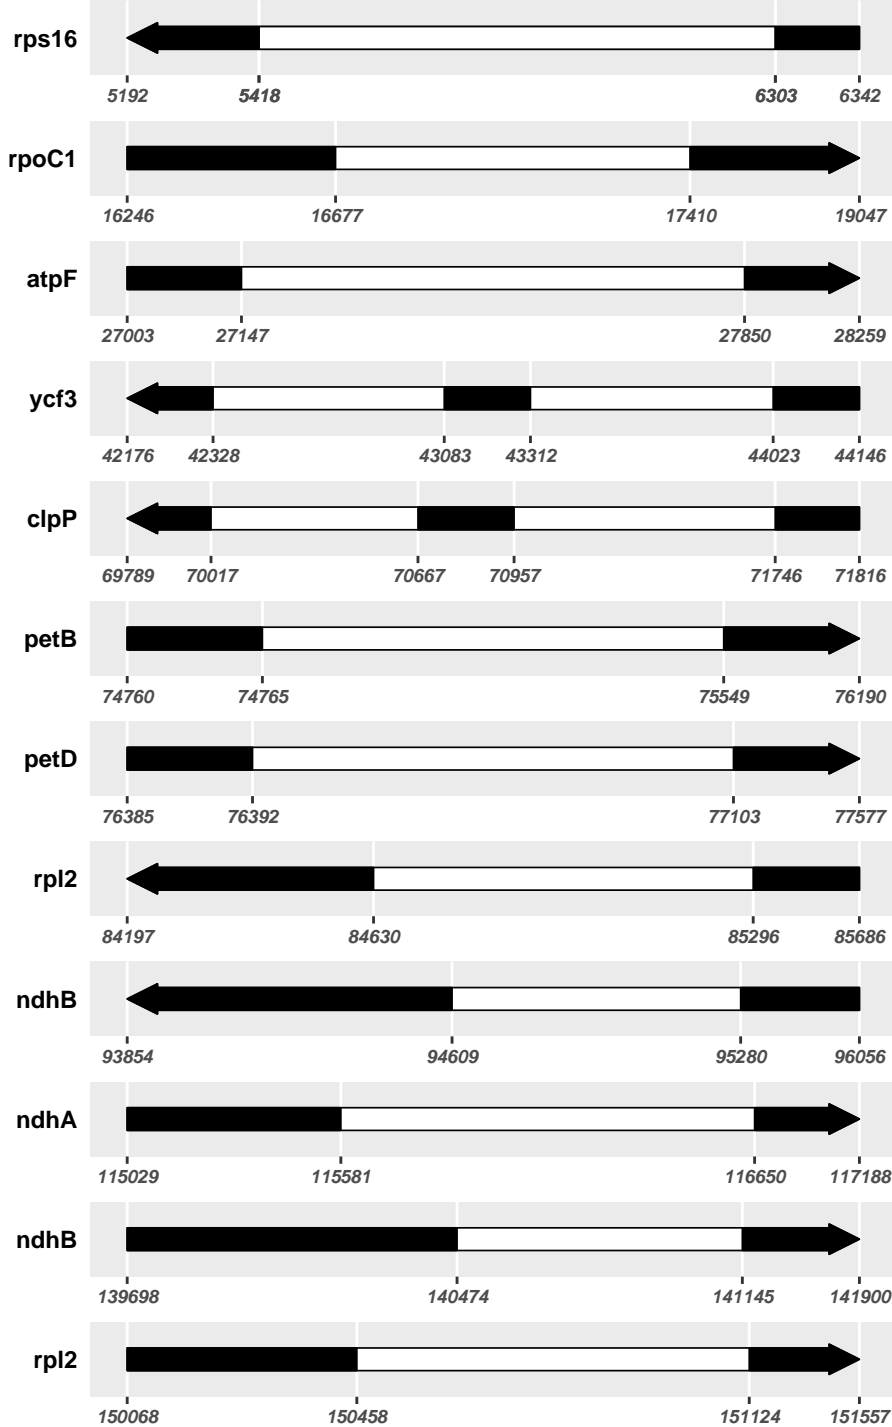 rps16
5192 5418 6303 6342
rpoC1
16246 16677 17410 19047
atpF
27003 27147 27850 28259
ycf3
42176 42328 43083 43312 44023 44146
clpP
69789 70017 70667 70957 71746 71816
petB
74760 74765 75549 76190
petD
76385 76392 77103 77577
rpl2
84197 84630 85296 85686
ndhB
93854 94609 95280 96056
ndhA
115029 115581 116650 117188
ndhB
139698 140474 141145 141900
rpl2
150068 150458 151124 151557